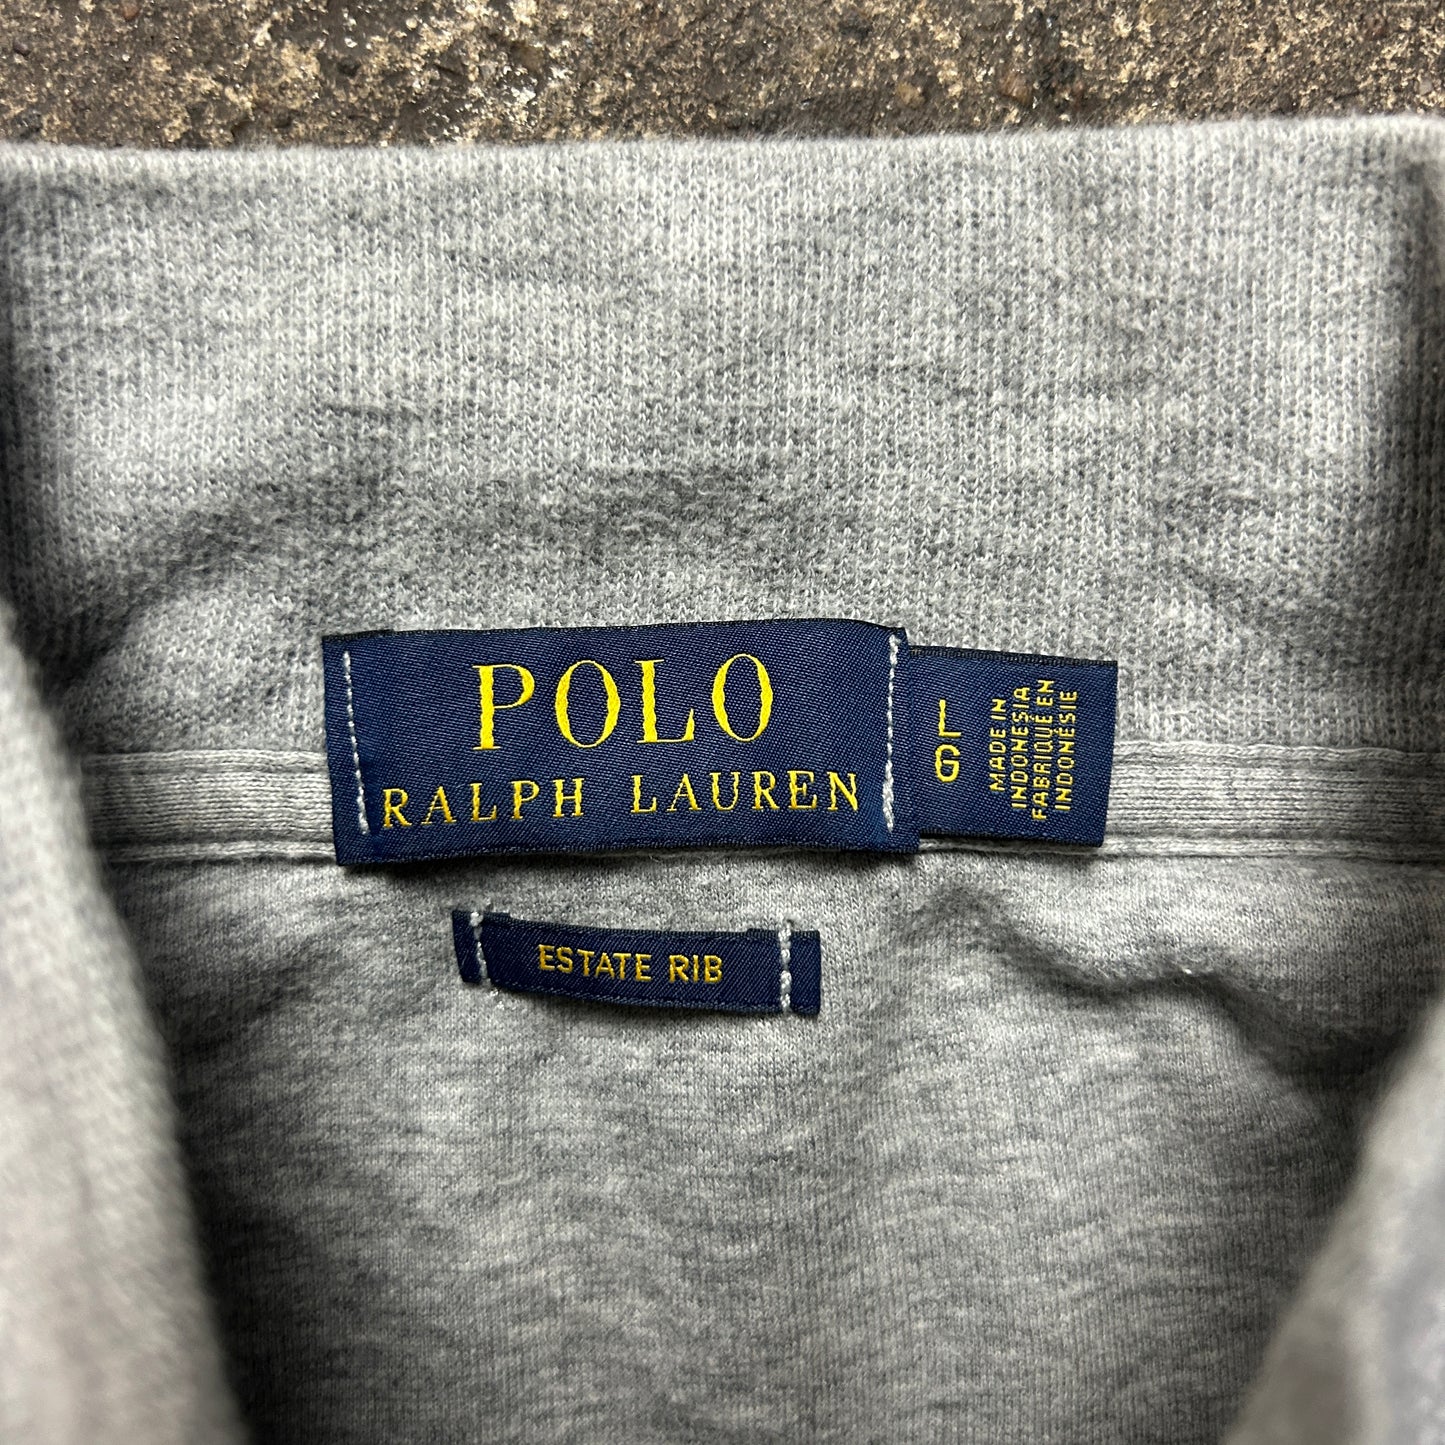 POLO
RALPH LAUREN
L
G
MADE IN
INDONESIA
FABRIQUÉ EN
INDONÉSIE
ESTATE RIB